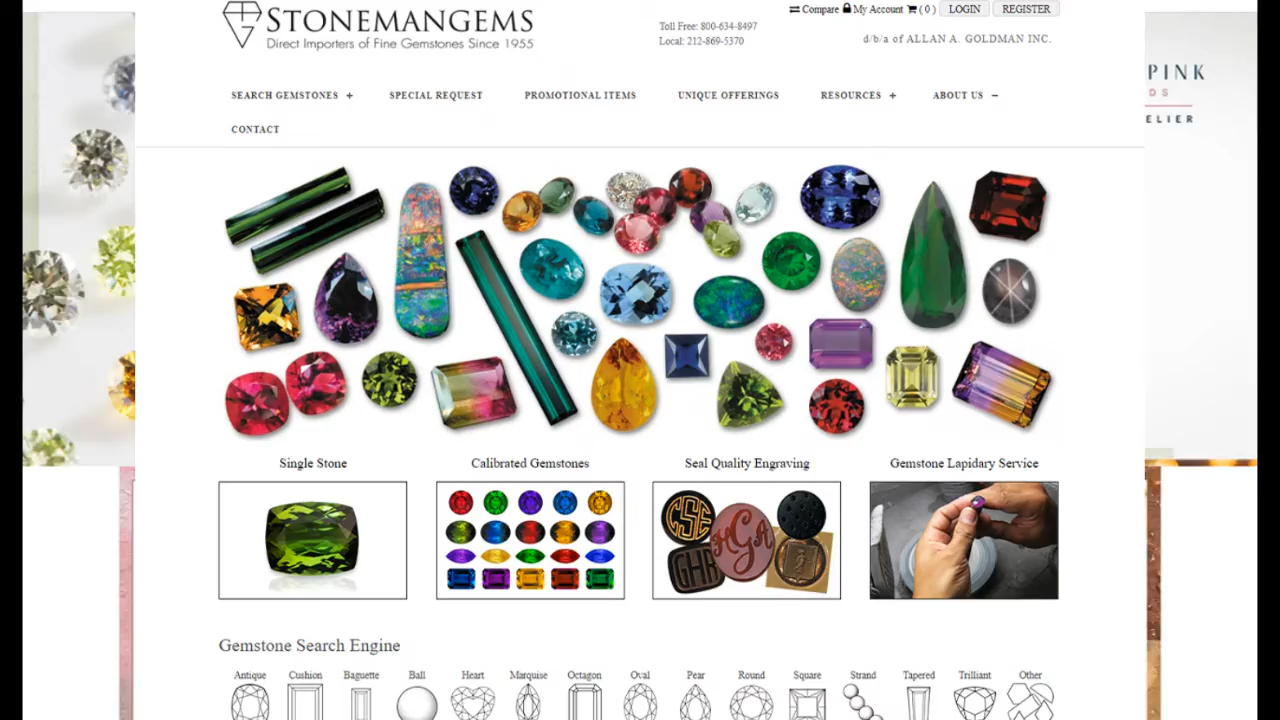 STONEMANGEMS
Direct Importers of Fine Gemstones Since 1955
Toll Free: 800-634-8497
Local: 212-869-5370
Compare My Account ( 0 ) LOGIN REGISTER
d/b/a of ALLAN A. GOLDMAN INC.
SEARCH GEMSTONES + SPECIAL REQUEST PROMOTIONAL ITEMS UNIQUE OFFERINGS RESOURCES + ABOUT US −
CONTACT
PINK
DS
ELIER
Single Stone Calibrated Gemstones Seal Quality Engraving Gemstone Lapidary Service
CSE
HGA
GHR
Gemstone Search Engine
Antique Cushion Baguette Ball Heart Marquise Octagon Oval Pear Round Square Strand Tapered Trilliant Other